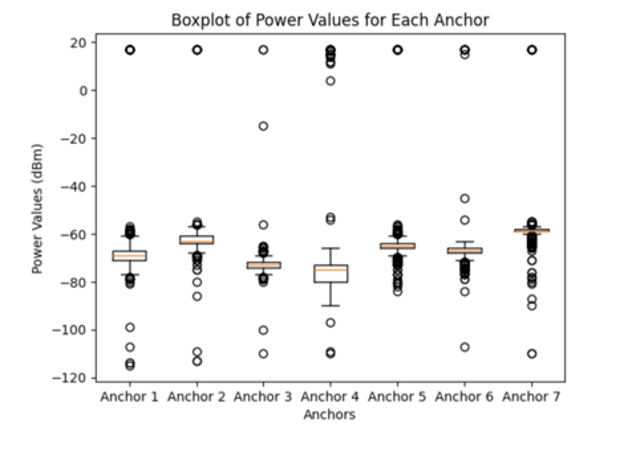 Boxplot of Power Values for Each Anchor
20
0
−20
−40
−60
−80
−100
−120
Power Values (dBm)
Anchor 1 Anchor 2 Anchor 3 Anchor 4 Anchor 5 Anchor 6 Anchor 7
Anchors